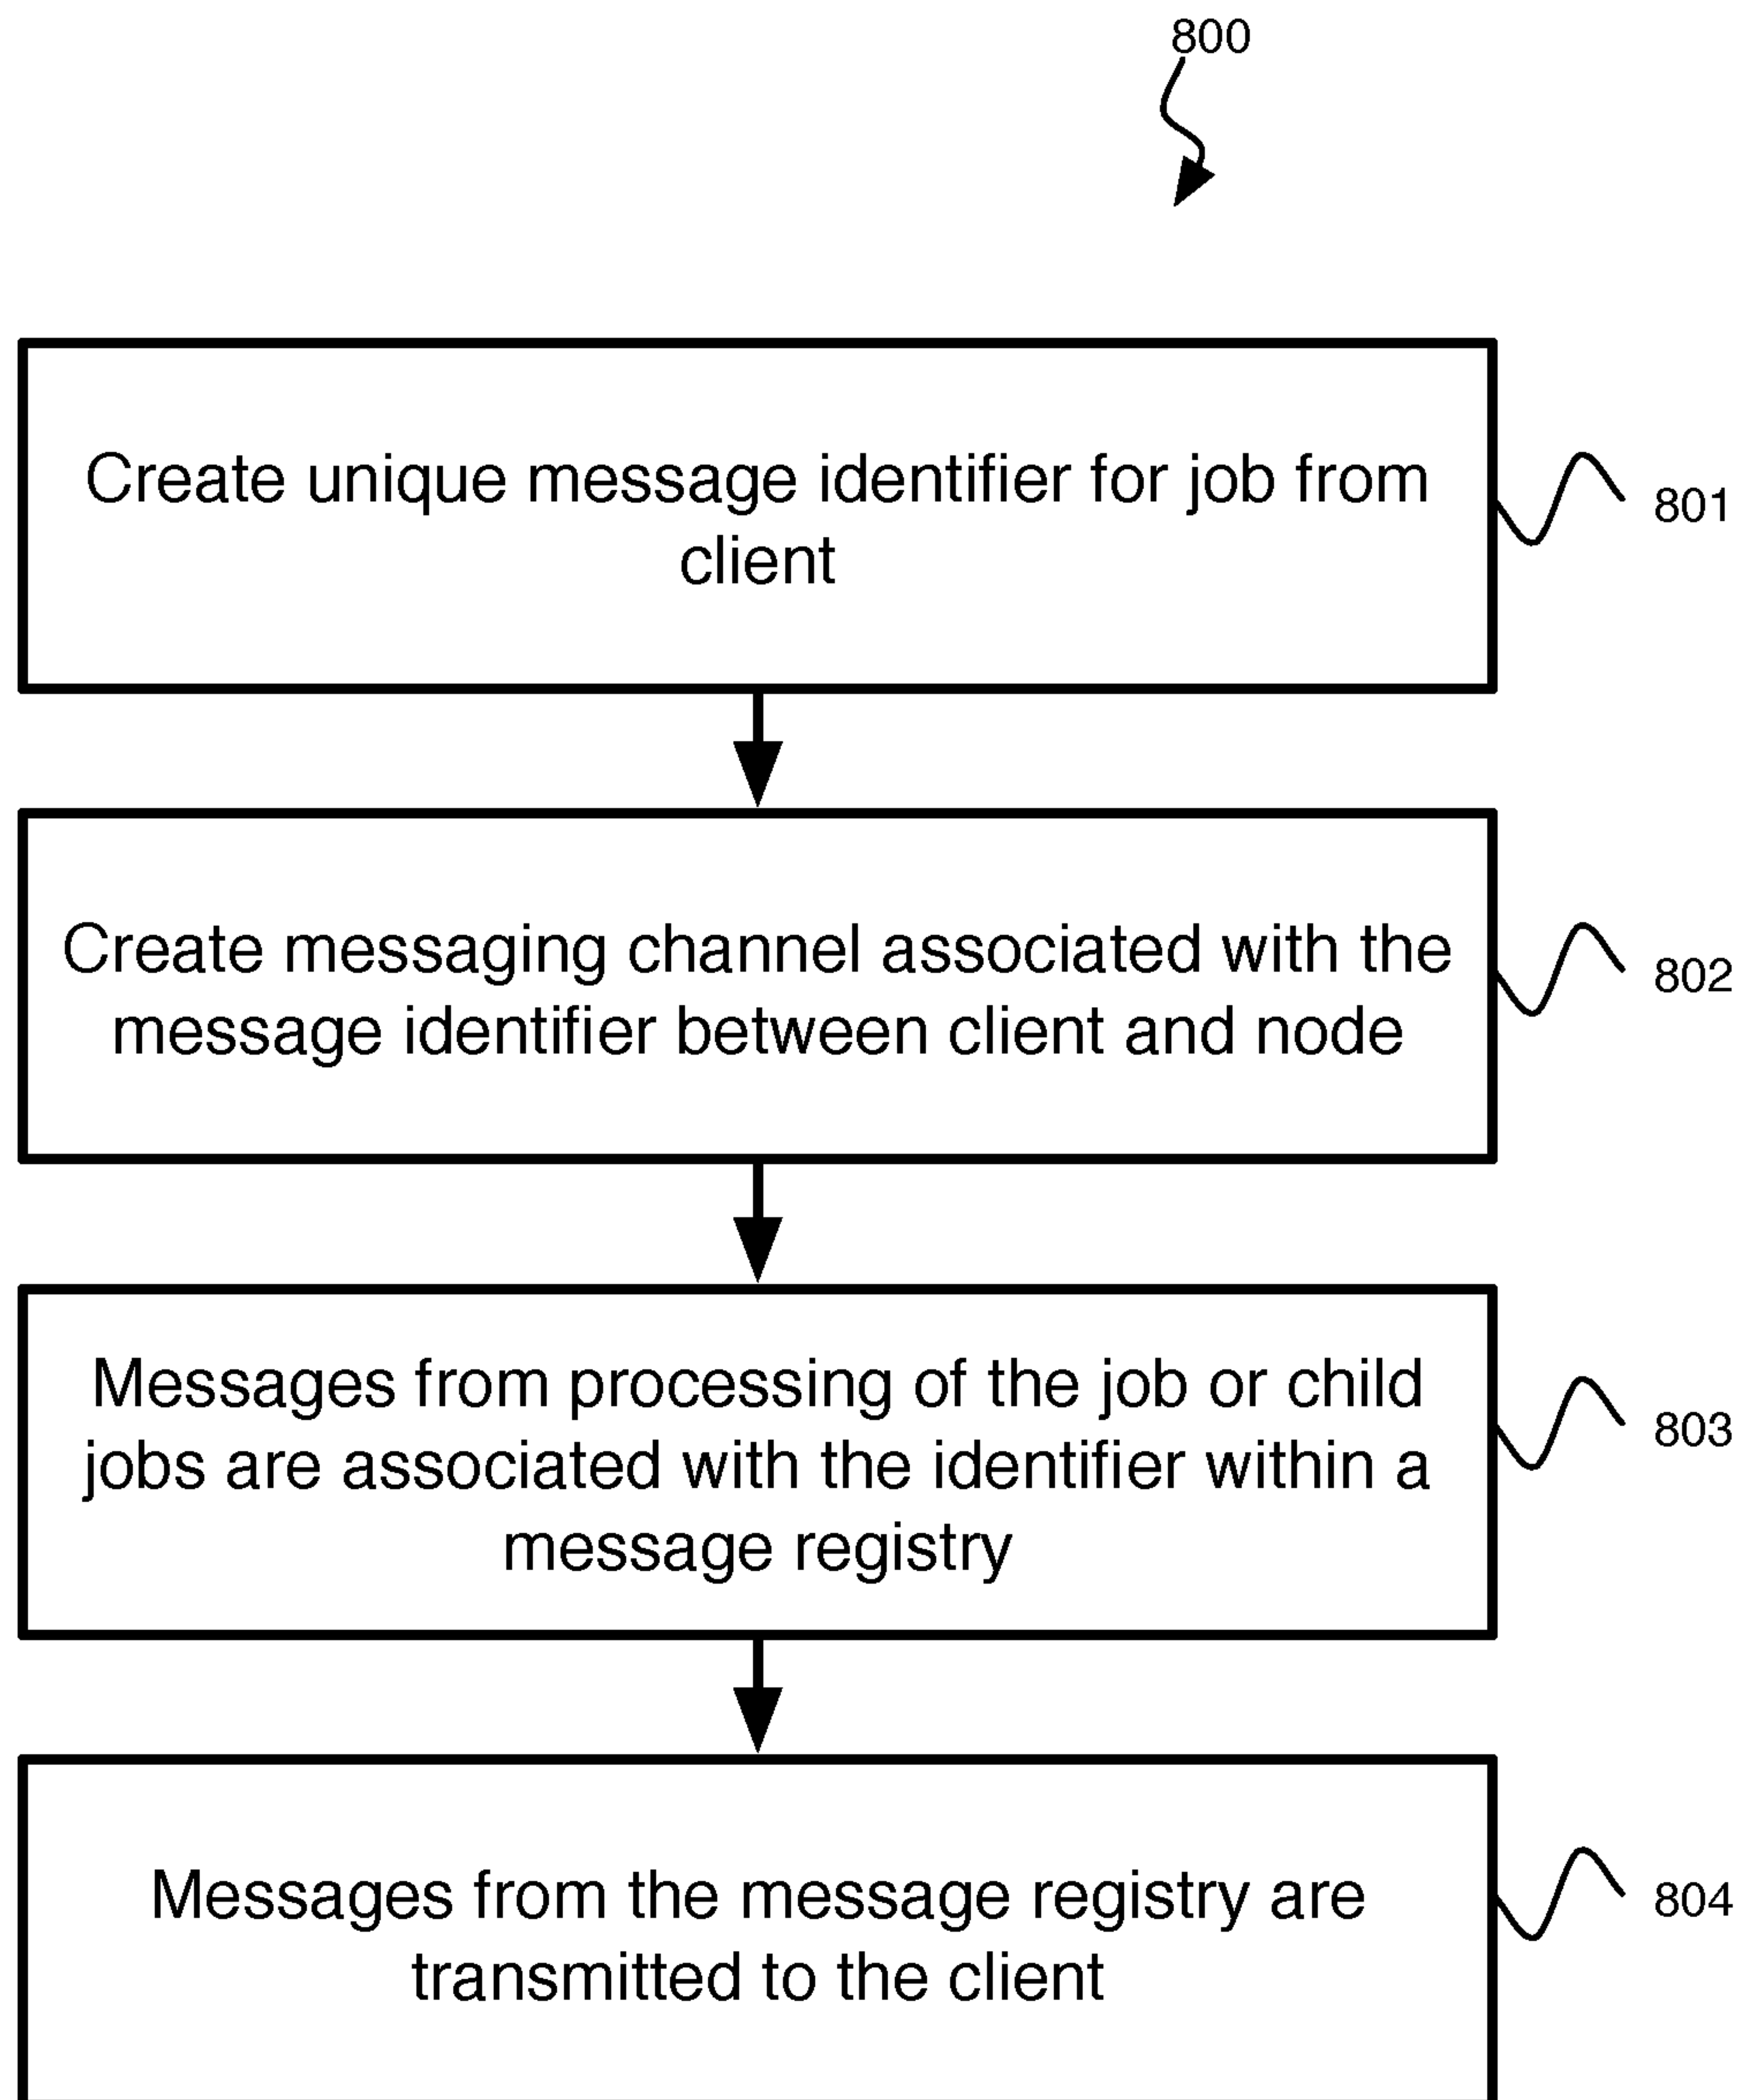 800
Create unique message identifier for job from
client
801
Create messaging channel associated with the
message identifier between client and node
802
Messages from processing of the job or child
jobs are associated with the identifier within a
message registry
803
Messages from the message registry are
transmitted to the client
804